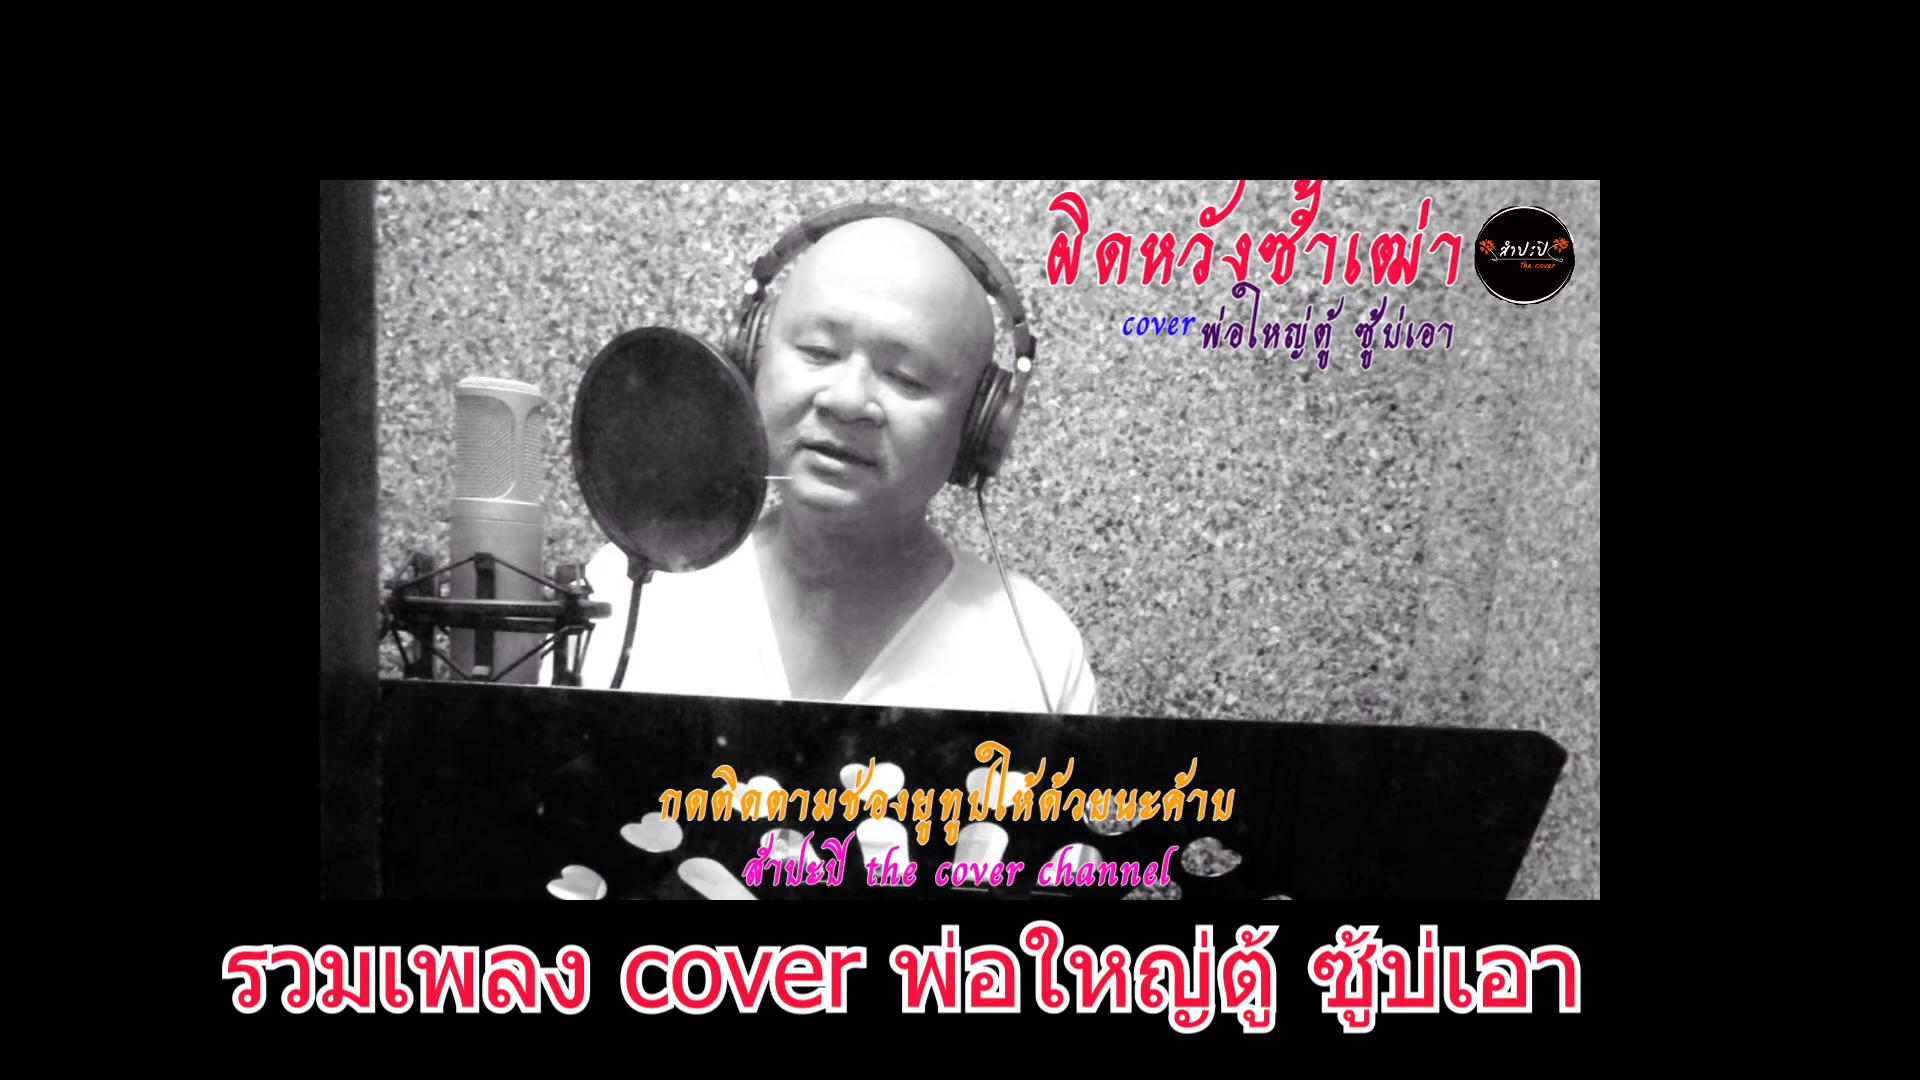 ผิดหวังซ้ำเฒ่า
สำปะปิ
the cover
cover พ่อใหญ่ตู้ ซู้บ่เอา
กดติดตามช่องยูทูปให้ด้วยนะค้าบ
ส้าปะปิ the cover channel
รวมเพลง cover พ่อใหญ่ตู้ ซู้บ่เอา